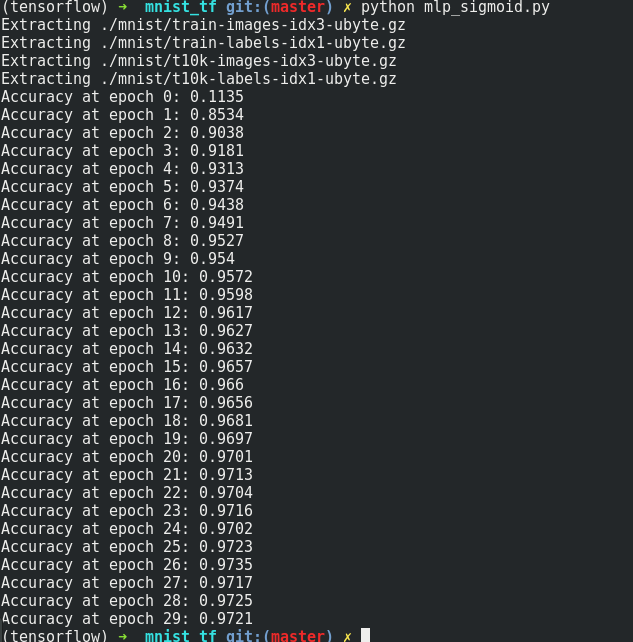 (tensorflow) ➜  mnist_tf git:(master) ✗ python mlp_sigmoid.py
Extracting ./mnist/train-images-idx3-ubyte.gz
Extracting ./mnist/train-labels-idx1-ubyte.gz
Extracting ./mnist/t10k-images-idx3-ubyte.gz
Extracting ./mnist/t10k-labels-idx1-ubyte.gz
Accuracy at epoch 0: 0.1135
Accuracy at epoch 1: 0.8534
Accuracy at epoch 2: 0.9038
Accuracy at epoch 3: 0.9181
Accuracy at epoch 4: 0.9313
Accuracy at epoch 5: 0.9374
Accuracy at epoch 6: 0.9438
Accuracy at epoch 7: 0.9491
Accuracy at epoch 8: 0.9527
Accuracy at epoch 9: 0.954
Accuracy at epoch 10: 0.9572
Accuracy at epoch 11: 0.9598
Accuracy at epoch 12: 0.9617
Accuracy at epoch 13: 0.9627
Accuracy at epoch 14: 0.9632
Accuracy at epoch 15: 0.9657
Accuracy at epoch 16: 0.966
Accuracy at epoch 17: 0.9656
Accuracy at epoch 18: 0.9681
Accuracy at epoch 19: 0.9697
Accuracy at epoch 20: 0.9701
Accuracy at epoch 21: 0.9713
Accuracy at epoch 22: 0.9704
Accuracy at epoch 23: 0.9716
Accuracy at epoch 24: 0.9702
Accuracy at epoch 25: 0.9723
Accuracy at epoch 26: 0.9735
Accuracy at epoch 27: 0.9717
Accuracy at epoch 28: 0.9725
Accuracy at epoch 29: 0.9721
(tensorflow) ➜  mnist_tf git:(master) ✗